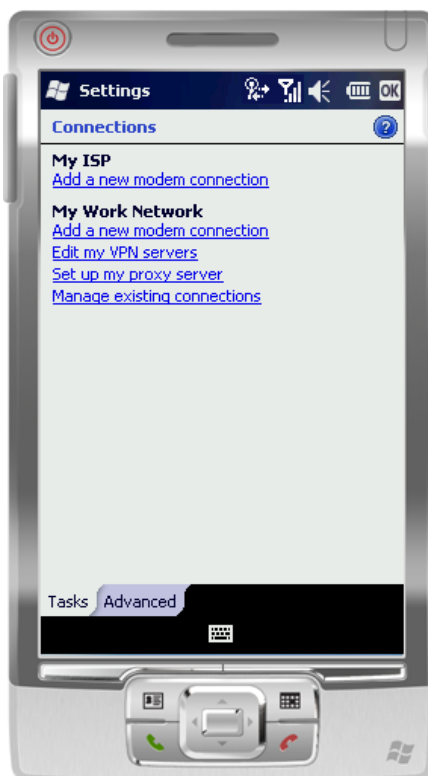 Settings
OK
Connections
?
My ISP
Add a new modem connection
My Work Network
Add a new modem connection
Edit my VPN servers
Set up my proxy server
Manage existing connections
Tasks
Advanced